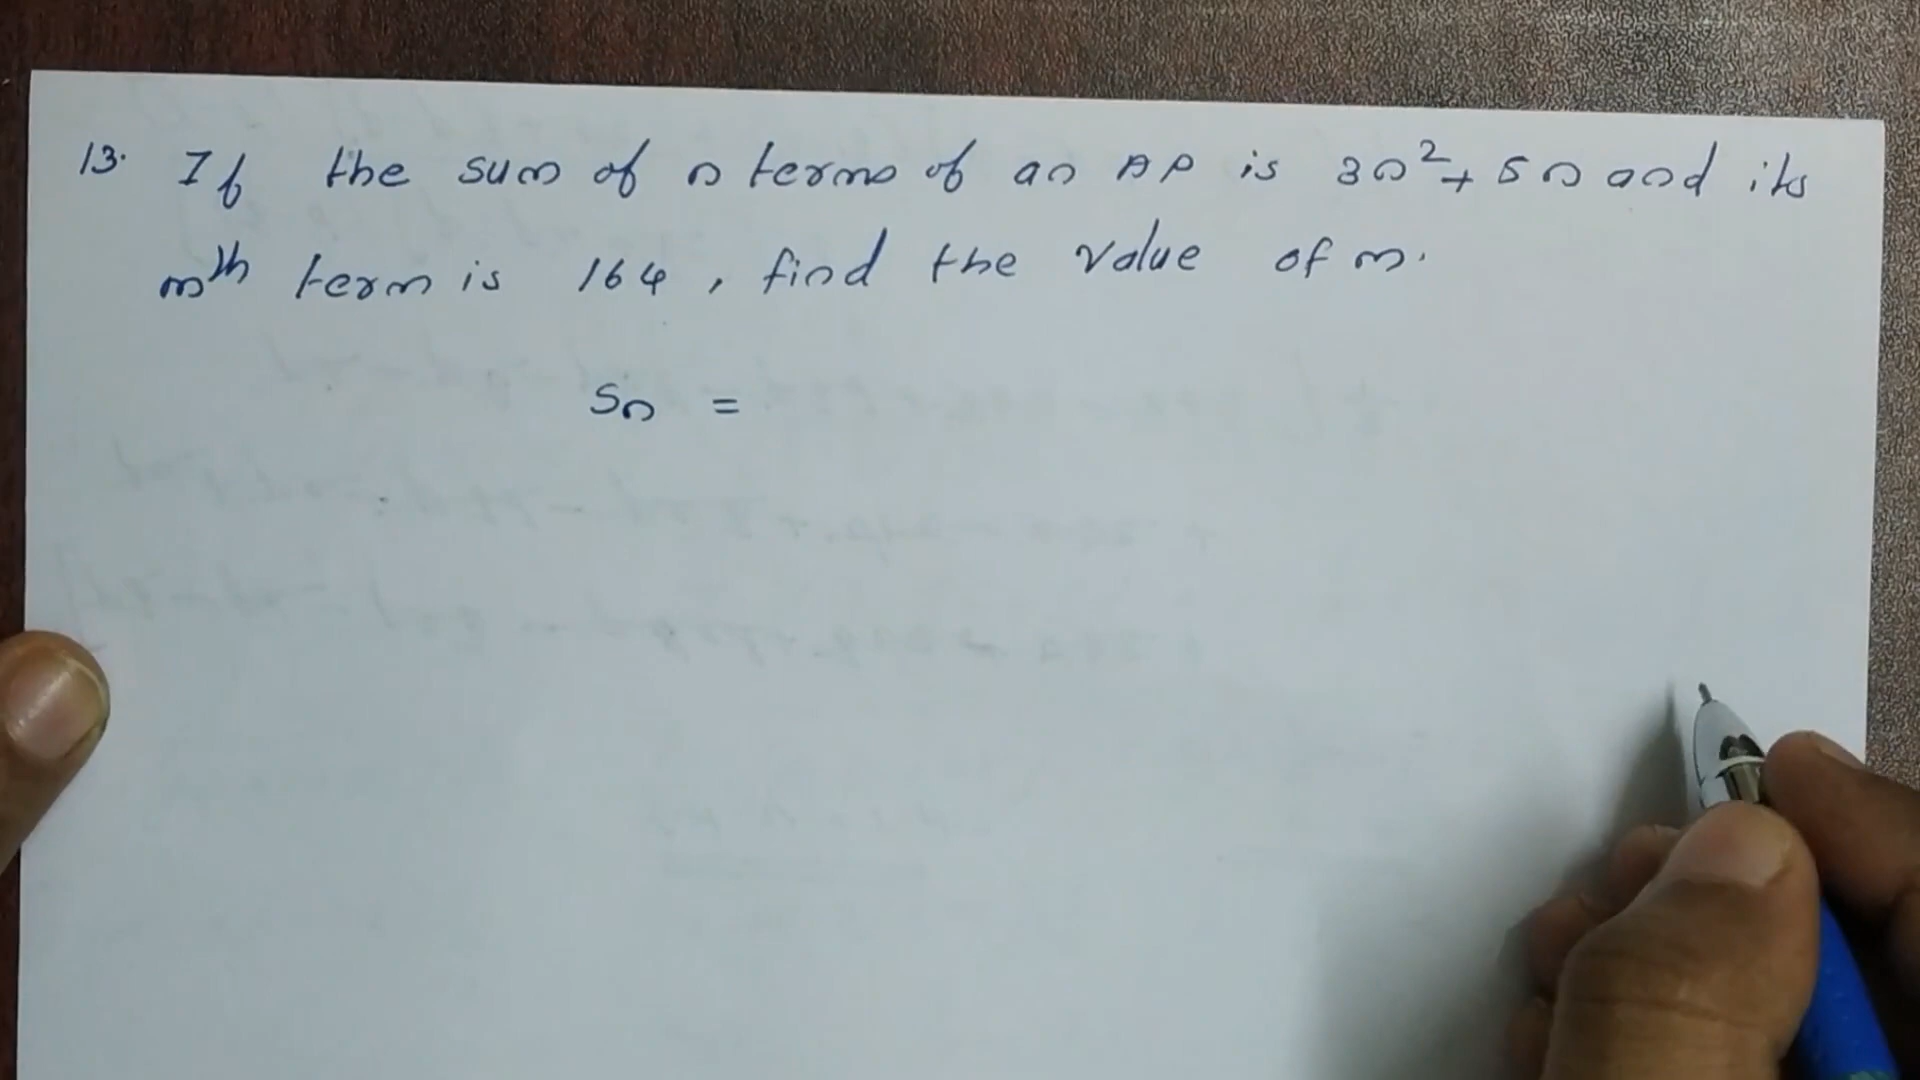 13. If the sum of n terms of an AP is 3n²+5n and its
mth term is 164, find the value of m.
Sn =